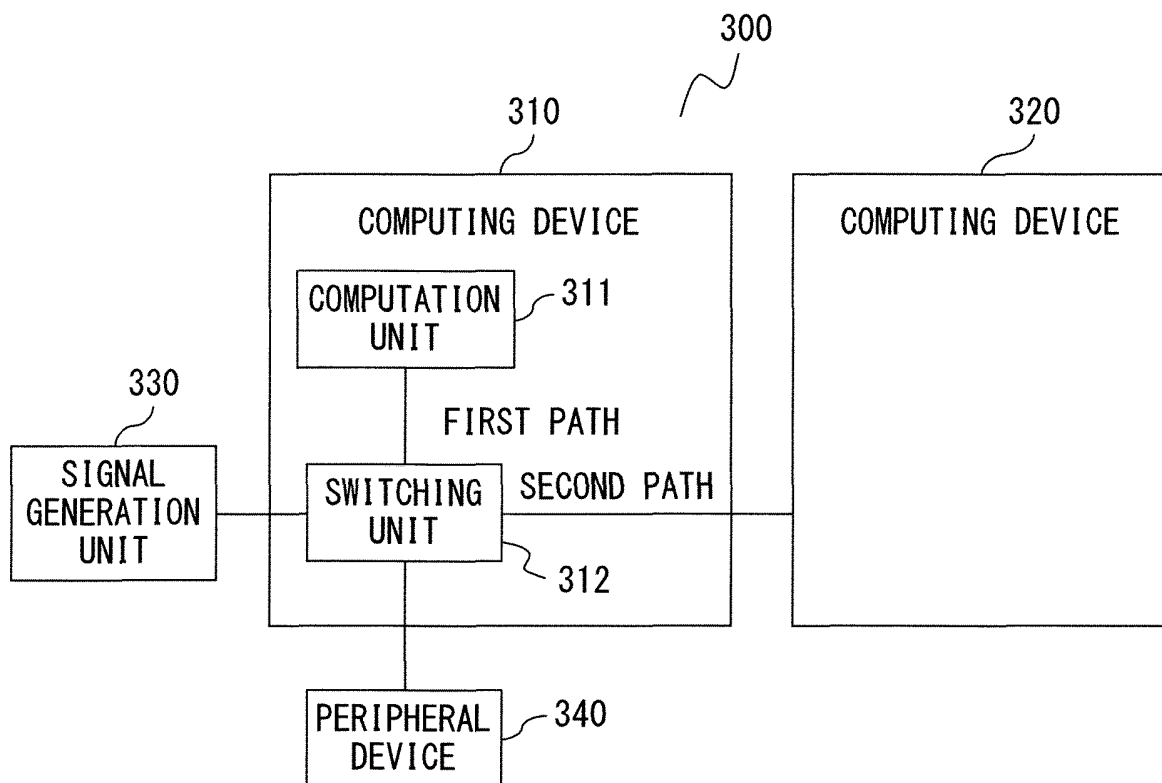 300
310
320
COMPUTING DEVICE
COMPUTING DEVICE
COMPUTATION
UNIT
311
330
FIRST PATH
SIGNAL
GENERATION
UNIT
SWITCHING
UNIT
SECOND PATH
312
PERIPHERAL
DEVICE
340